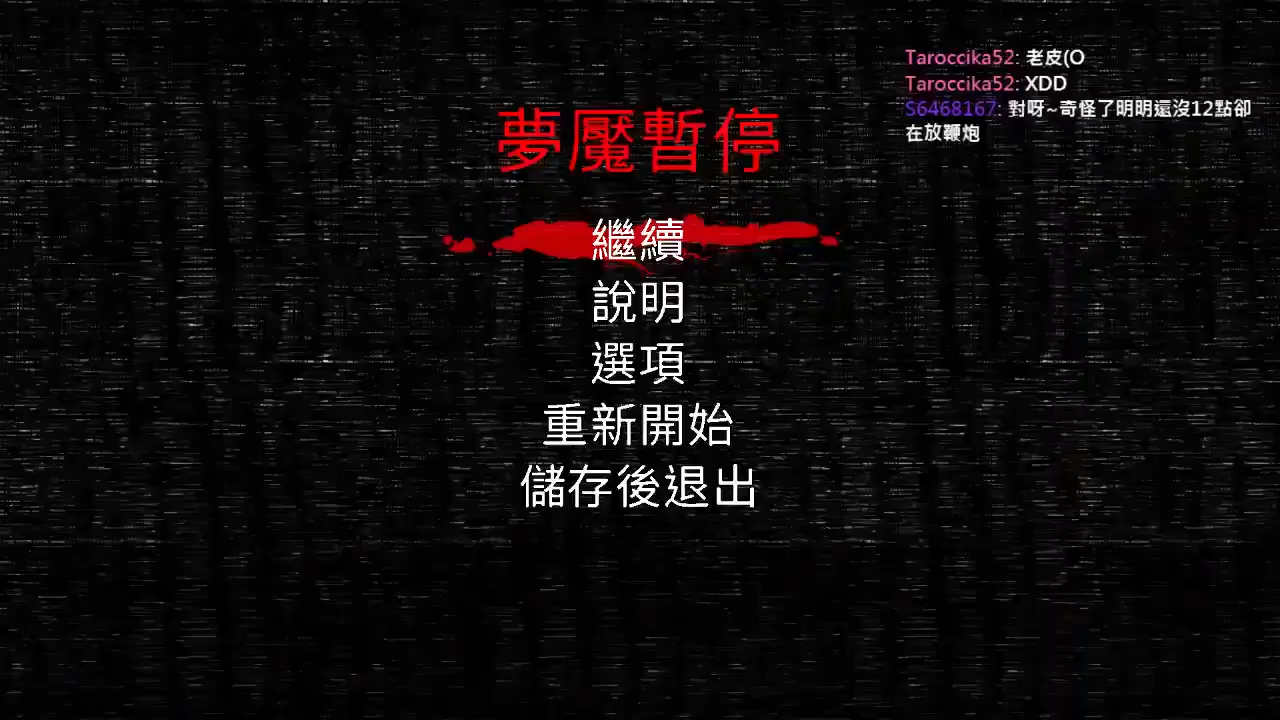 Taroccika52: 老皮(O
Taroccika52: XDD
S6468167: 對呀~奇怪了明明還沒12點卻
在放鞭炮
夢魘暫停
繼續
說明
選項
重新開始
儲存後退出